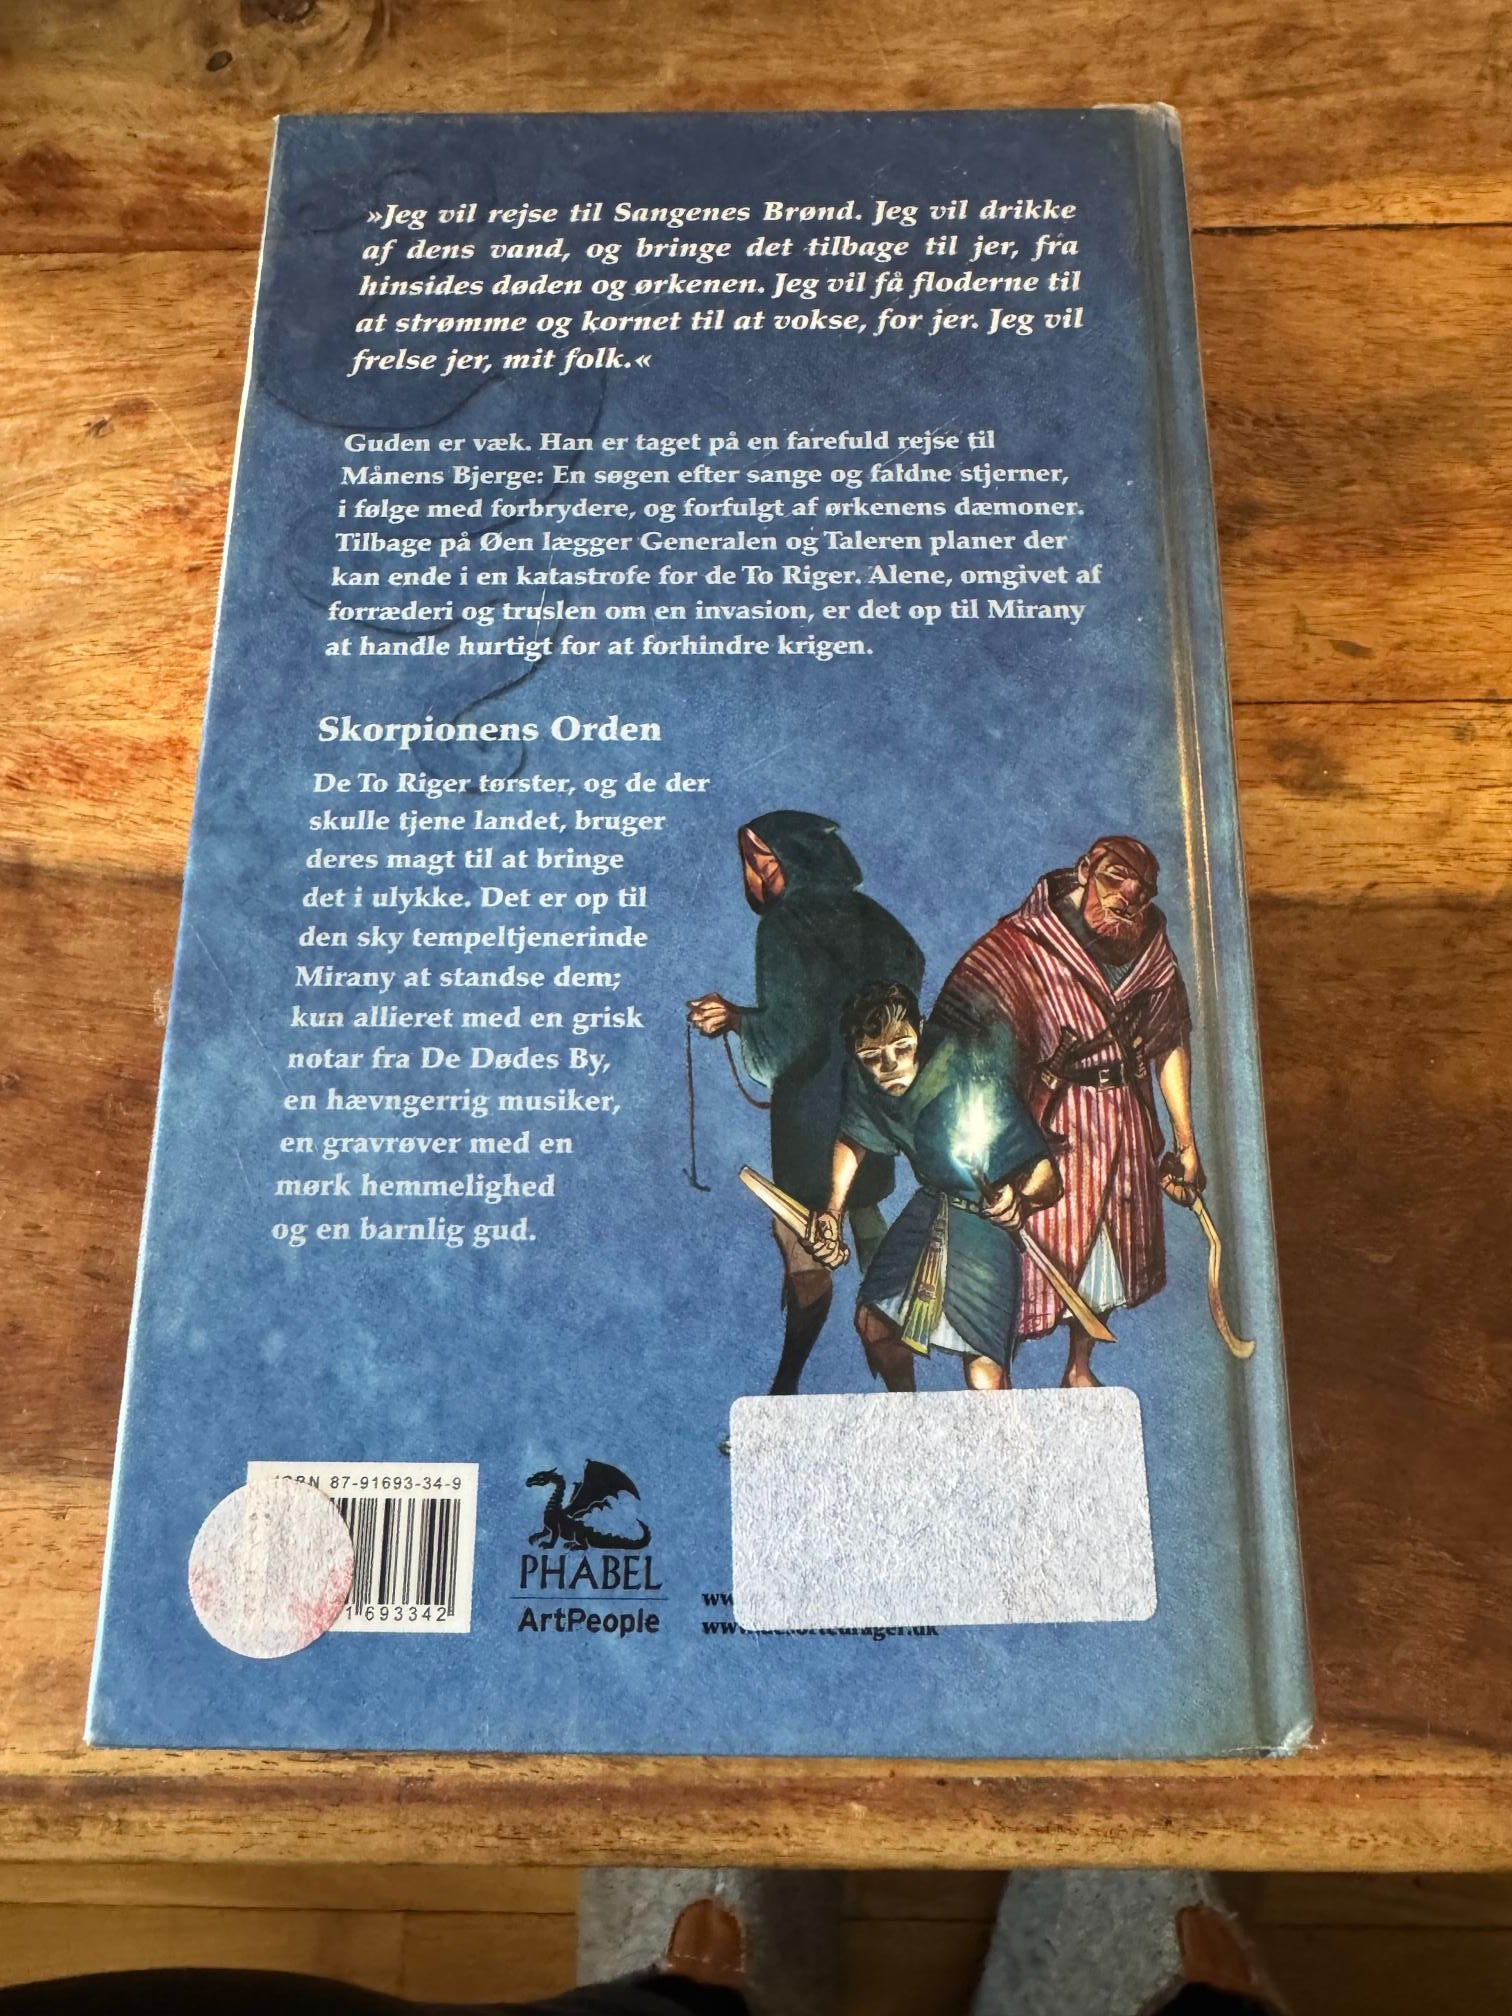 »Jeg vil rejse til Sangenes Brønd. Jeg vil drikke
af dens vand, og bringe det tilbage til jer, fra
hinsides døden og ørkenen. Jeg vil få floderne til
at strømme og kornet til at vokse, for jer. Jeg vil
frelse jer, mit folk.«
Guden er væk. Han er taget på en farefuld rejse til
Månens Bjerge: En søgen efter sange og faldne stjerner,
i følge med forbrydere, og forfulgt af ørkenens dæmoner.
Tilbage på Øen lægger Generalen og Taleren planer der
kan ende i en katastrofe for de To Riger. Alene, omgivet af
forræderi og truslen om en invasion, er det op til Mirany
at handle hurtigt for at forhindre krigen.
Skorpionens Orden
De To Riger tørster, og de der
skulle tjene landet, bruger
deres magt til at bringe
det i ulykke. Det er op til
den sky tempeltjenerinde
Mirany at standse dem;
kun allieret med en grisk
notar fra De Dødes By,
en hævngerrig musiker,
en gravrøver med en
mørk hemmelighed
og en barnlig gud.
ISBN 87-91693-34-9
1693342
PHABEL
ArtPeople